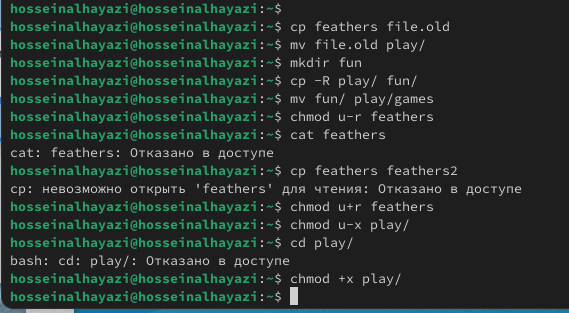 hosseinalhayazi@hosseinalhayazi:~$
hosseinalhayazi@hosseinalhayazi:~$ cp feathers file.old
hosseinalhayazi@hosseinalhayazi:~$ mv file.old play/
hosseinalhayazi@hosseinalhayazi:~$ mkdir fun
hosseinalhayazi@hosseinalhayazi:~$ cp -R play/ fun/
hosseinalhayazi@hosseinalhayazi:~$ mv fun/ play/games
hosseinalhayazi@hosseinalhayazi:~$ chmod u-r feathers
hosseinalhayazi@hosseinalhayazi:~$ cat feathers
cat: feathers: Отказано в доступе
hosseinalhayazi@hosseinalhayazi:~$ cp feathers feathers2
cp: невозможно открыть 'feathers' для чтения: Отказано в доступе
hosseinalhayazi@hosseinalhayazi:~$ chmod u+r feathers
hosseinalhayazi@hosseinalhayazi:~$ chmod u-x play/
hosseinalhayazi@hosseinalhayazi:~$ cd play/
bash: cd: play/: Отказано в доступе
hosseinalhayazi@hosseinalhayazi:~$ chmod +x play/
hosseinalhayazi@hosseinalhayazi:~$